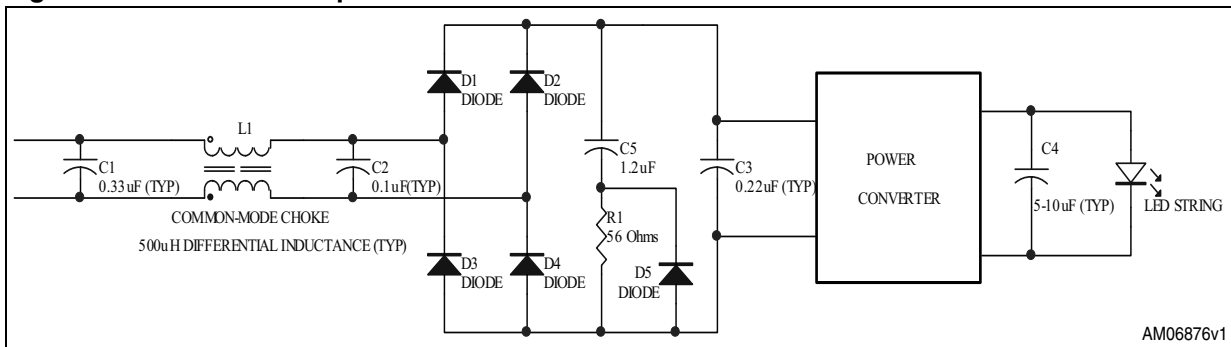 D1
DIODE
D2
DIODE
L1
C1
0.33uF (TYP)
C2
0.1uF(TYP)
C5
1.2uF
C3
0.22uF (TYP)
POWER
CONVERTER
C4
5-10uF (TYP)
LED STRING
COMMON-MODE CHOKE
500uH DIFFERENTIAL INDUCTANCE (TYP)
R1
56 Ohms
D3
DIODE
D4
DIODE
D5
DIODE
AM06876v1